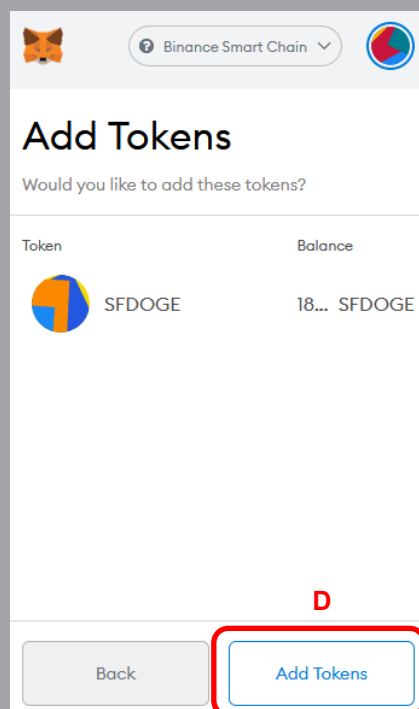 Binance Smart Chain
Add Tokens
Would you like to add these tokens?
Token Balance
SFDOGE 18... SFDOGE
D
Back Add Tokens